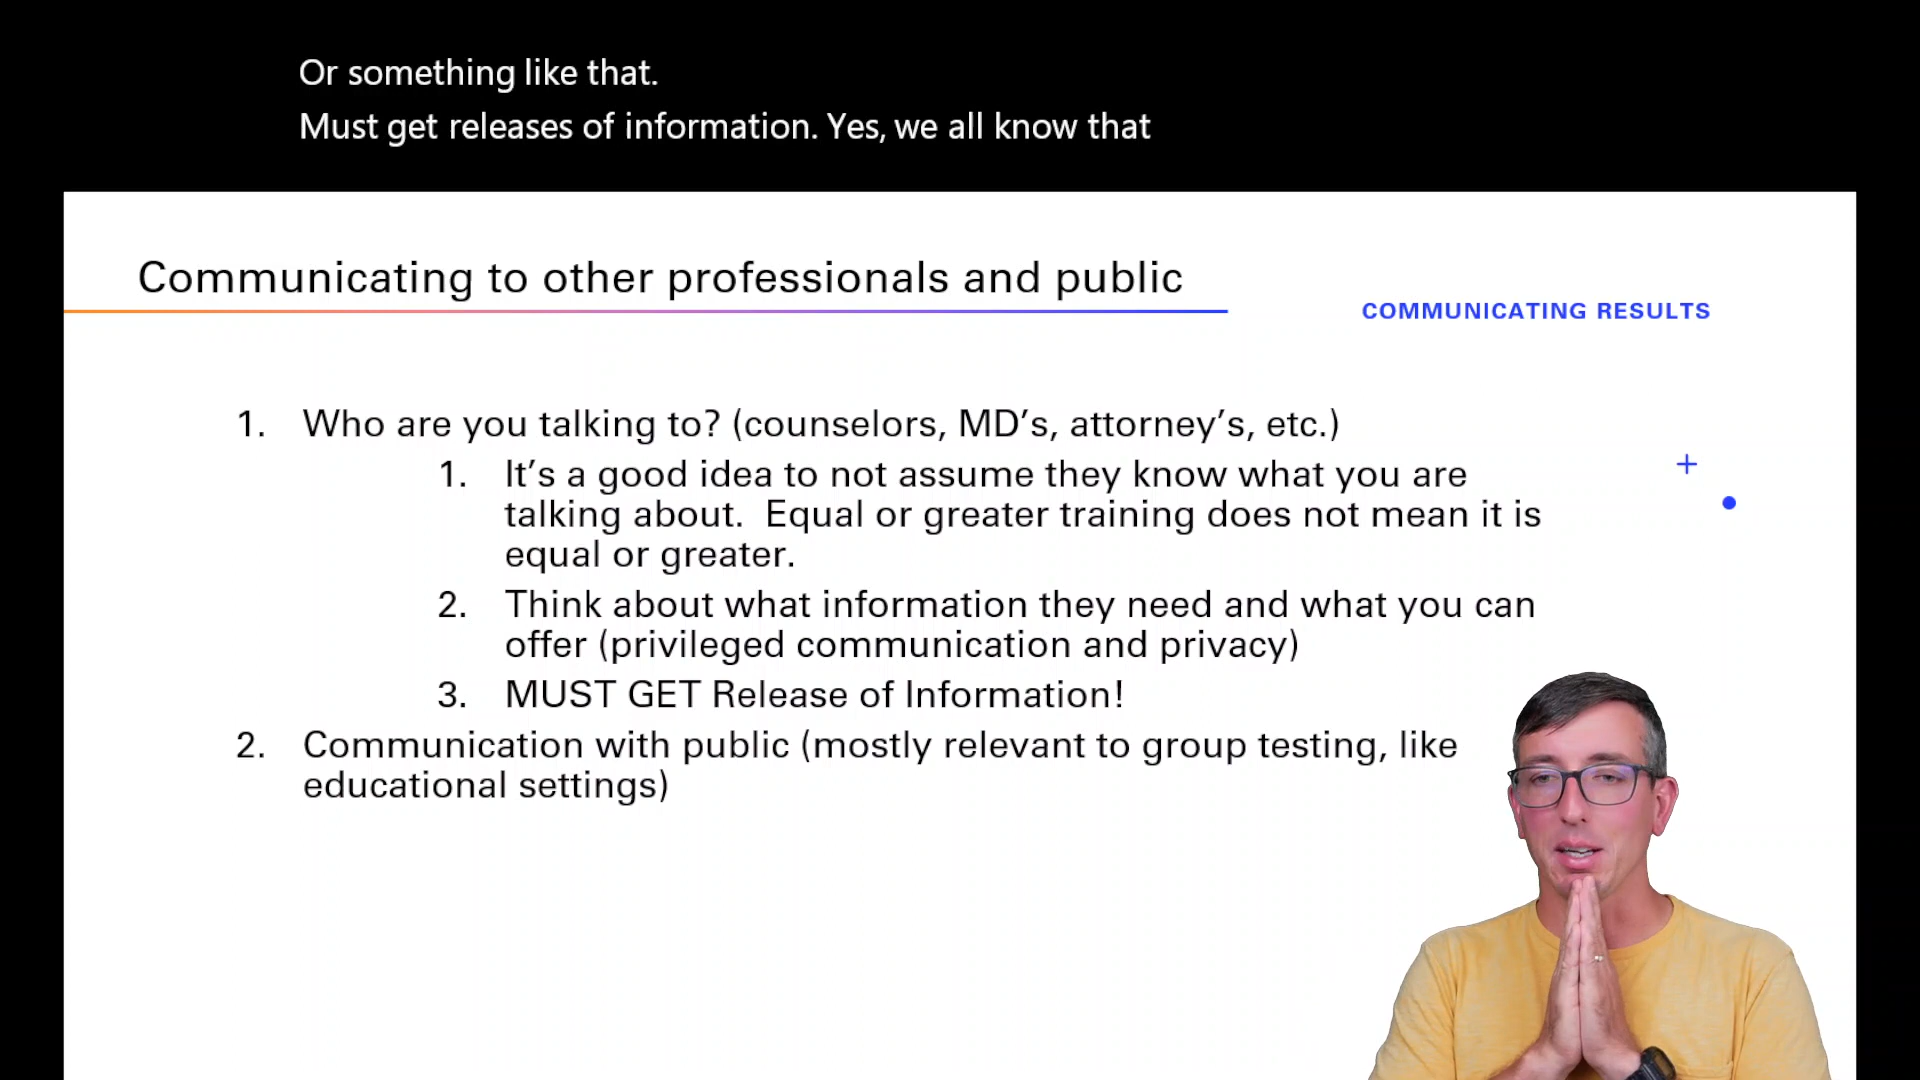 Or something like that.
Must get releases of information. Yes, we all know that
Communicating to other professionals and public
COMMUNICATING RESULTS
1. Who are you talking to? (counselors, MD’s, attorney’s, etc.)
1. It’s a good idea to not assume they know what you are
talking about.  Equal or greater training does not mean it is
equal or greater.
2. Think about what information they need and what you can
offer (privileged communication and privacy)
3. MUST GET Release of Information!
2. Communication with public (mostly relevant to group testing, like
educational settings)